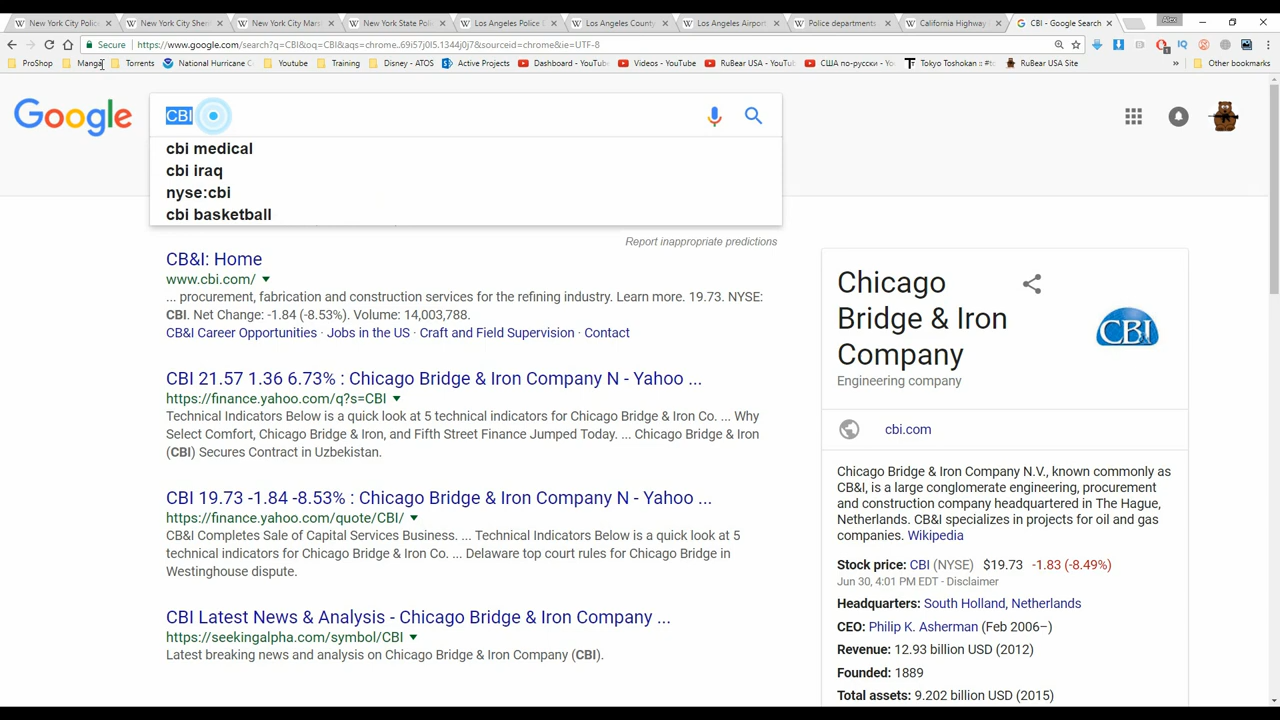 New York City Polic
New York City Sheri
New York City Mars
New York State Poli
Los Angeles Police
Los Angeles County
Los Angeles Airport
Police departments
California Highway
CBI - Google Search
Alex
Secure
https://www.google.com/search?q=CBI&oq=CBI&aqs=chrome..69i57j0l5.1344j0j7&sourceid=chrome&ie=UTF-8
ProShop
Manga
Torrents
National Hurricane C
Youtube
Training
Disney - ATOS
Active Projects
Dashboard - YouTube
Videos - YouTube
RuBear USA - YouTu
США по-русски - Yo
Tokyo Toshokan :: #t
RuBear USA Site
»
Other bookmarks
Google
CBI
cbi medical
cbi iraq
nyse:cbi
cbi basketball
Report inappropriate predictions
CB&I: Home
www.cbi.com/
... procurement, fabrication and construction services for the refining industry. Learn more. 19.73. NYSE:
CBI. Net Change: -1.84 (-8.53%). Volume: 14,003,788.
CB&I Career Opportunities · Jobs in the US · Craft and Field Supervision · Contact
CBI 21.57 1.36 6.73% : Chicago Bridge & Iron Company N - Yahoo ...
https://finance.yahoo.com/q?s=CBI
Technical Indicators Below is a quick look at 5 technical indicators for Chicago Bridge & Iron Co. ... Why
Select Comfort, Chicago Bridge & Iron, and Fifth Street Finance Jumped Today. ... Chicago Bridge & Iron
(CBI) Secures Contract in Uzbekistan.
CBI 19.73 -1.84 -8.53% : Chicago Bridge & Iron Company N - Yahoo ...
https://finance.yahoo.com/quote/CBI/
CB&I Completes Sale of Capital Services Business. ... Technical Indicators Below is a quick look at 5
technical indicators for Chicago Bridge & Iron Co. ... Delaware top court rules for Chicago Bridge in
Westinghouse dispute.
CBI Latest News & Analysis - Chicago Bridge & Iron Company ...
https://seekingalpha.com/symbol/CBI
Latest breaking news and analysis on Chicago Bridge & Iron Company (CBI).
Chicago
Bridge & Iron
Company
Engineering company
CB&I
cbi.com
Chicago Bridge & Iron Company N.V., known commonly as
CB&I, is a large conglomerate engineering, procurement
and construction company headquartered in The Hague,
Netherlands. CB&I specializes in projects for oil and gas
companies. Wikipedia
Stock price: CBI (NYSE) $19.73 -1.83 (-8.49%)
Jun 30, 4:01 PM EDT - Disclaimer
Headquarters: South Holland, Netherlands
CEO: Philip K. Asherman (Feb 2006–)
Revenue: 12.93 billion USD (2012)
Founded: 1889
Total assets: 9.202 billion USD (2015)